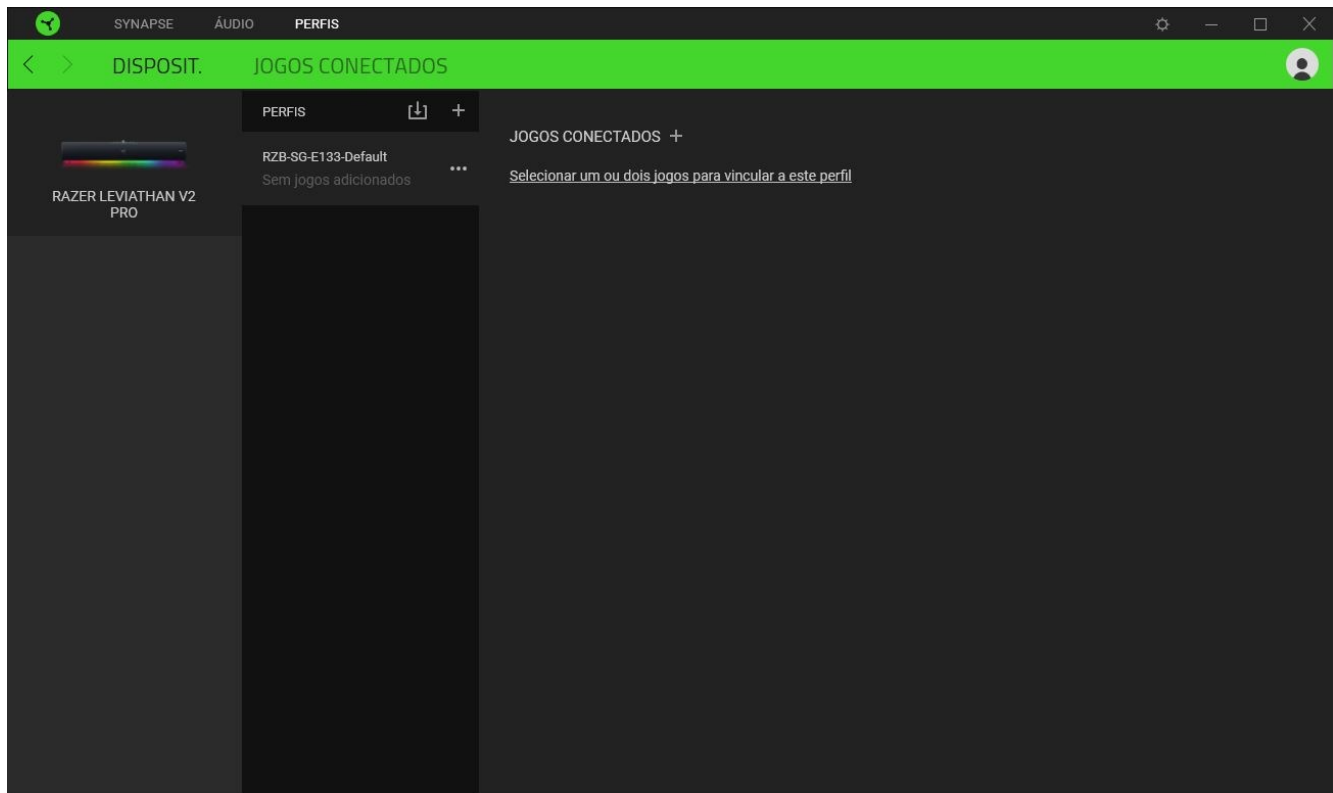 SYNAPSE ÁUDIO PERFIS
DISPOSIT. JOGOS CONECTADOS
RAZER LEVIATHAN V2
PRO
PERFIS
RZB-SG-E133-Default
Sem jogos adicionados
JOGOS CONECTADOS +
Selecionar um ou dois jogos para vincular a este perfil